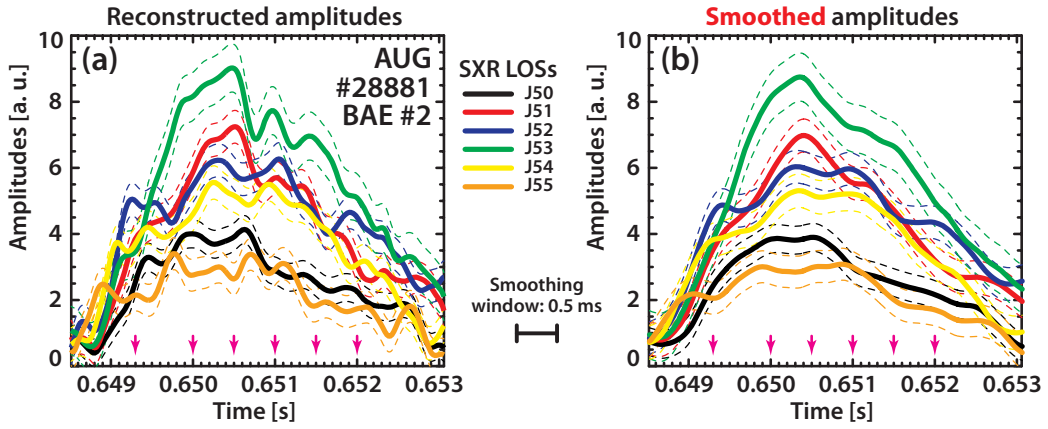 Reconstructed amplitudes
Smoothed amplitudes
(a)
AUG
#28881
BAE #2
SXR LOSs
J50
J51
J52
J53
J54
J55
Smoothing
window: 0.5 ms
(b)
Amplitudes [a. u.]
10
8
6
4
2
0
0.649 0.650 0.651 0.652 0.653
Time [s]
Amplitudes [a. u.]
10
8
6
4
2
0
0.649 0.650 0.651 0.652 0.653
Time [s]